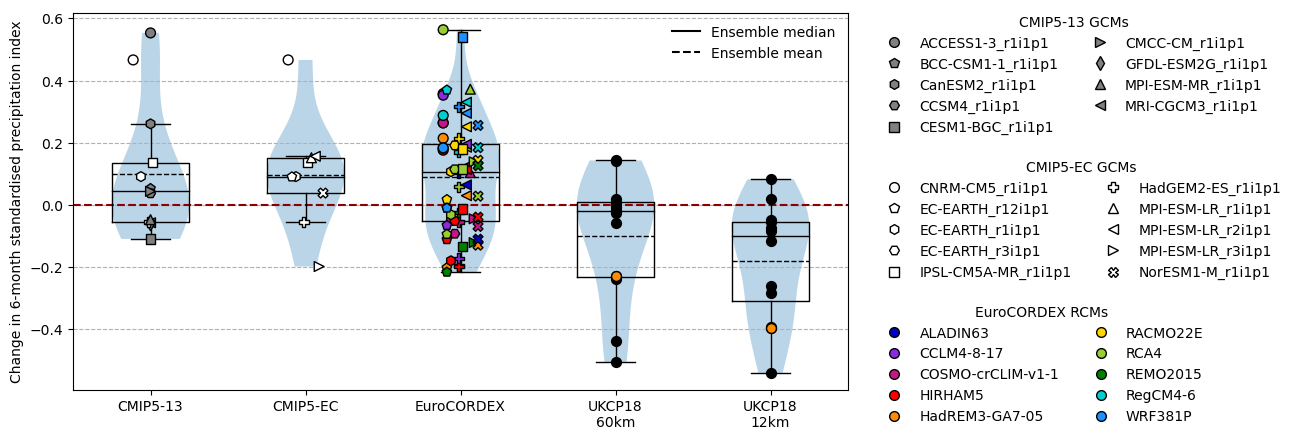 Change in 6-month standardised precipitation index
0.6
0.4
0.2
0.0
−0.2
−0.4
CMIP5-13
CMIP5-EC
EuroCORDEX
UKCP18
60km
UKCP18
12km
Ensemble median
Ensemble mean
CMIP5-13 GCMs
ACCESS1-3_r1i1p1
BCC-CSM1-1_r1i1p1
CanESM2_r1i1p1
CCSM4_r1i1p1
CESM1-BGC_r1i1p1
CMCC-CM_r1i1p1
GFDL-ESM2G_r1i1p1
MPI-ESM-MR_r1i1p1
MRI-CGCM3_r1i1p1
CMIP5-EC GCMs
CNRM-CM5_r1i1p1
EC-EARTH_r12i1p1
EC-EARTH_r1i1p1
EC-EARTH_r3i1p1
IPSL-CM5A-MR_r1i1p1
HadGEM2-ES_r1i1p1
MPI-ESM-LR_r1i1p1
MPI-ESM-LR_r2i1p1
MPI-ESM-LR_r3i1p1
NorESM1-M_r1i1p1
EuroCORDEX RCMs
ALADIN63
CCLM4-8-17
COSMO-crCLIM-v1-1
HIRHAM5
HadREM3-GA7-05
RACMO22E
RCA4
REMO2015
RegCM4-6
WRF381P